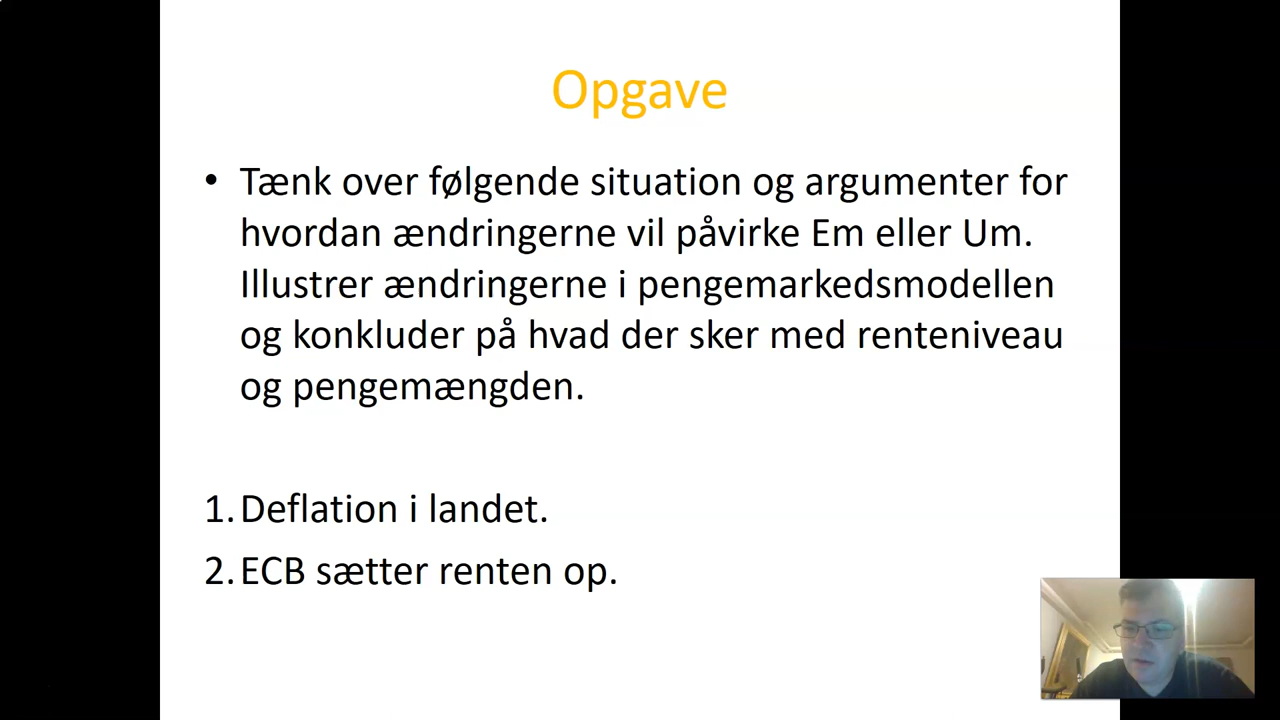 Opgave
• Tænk over følgende situation og argumenter for
hvordan ændringerne vil påvirke Em eller Um.
Illustrer ændringerne i pengemarkedsmodellen
og konkluder på hvad der sker med renteniveau
og pengemængden.
1. Deflation i landet.
2. ECB sætter renten op.